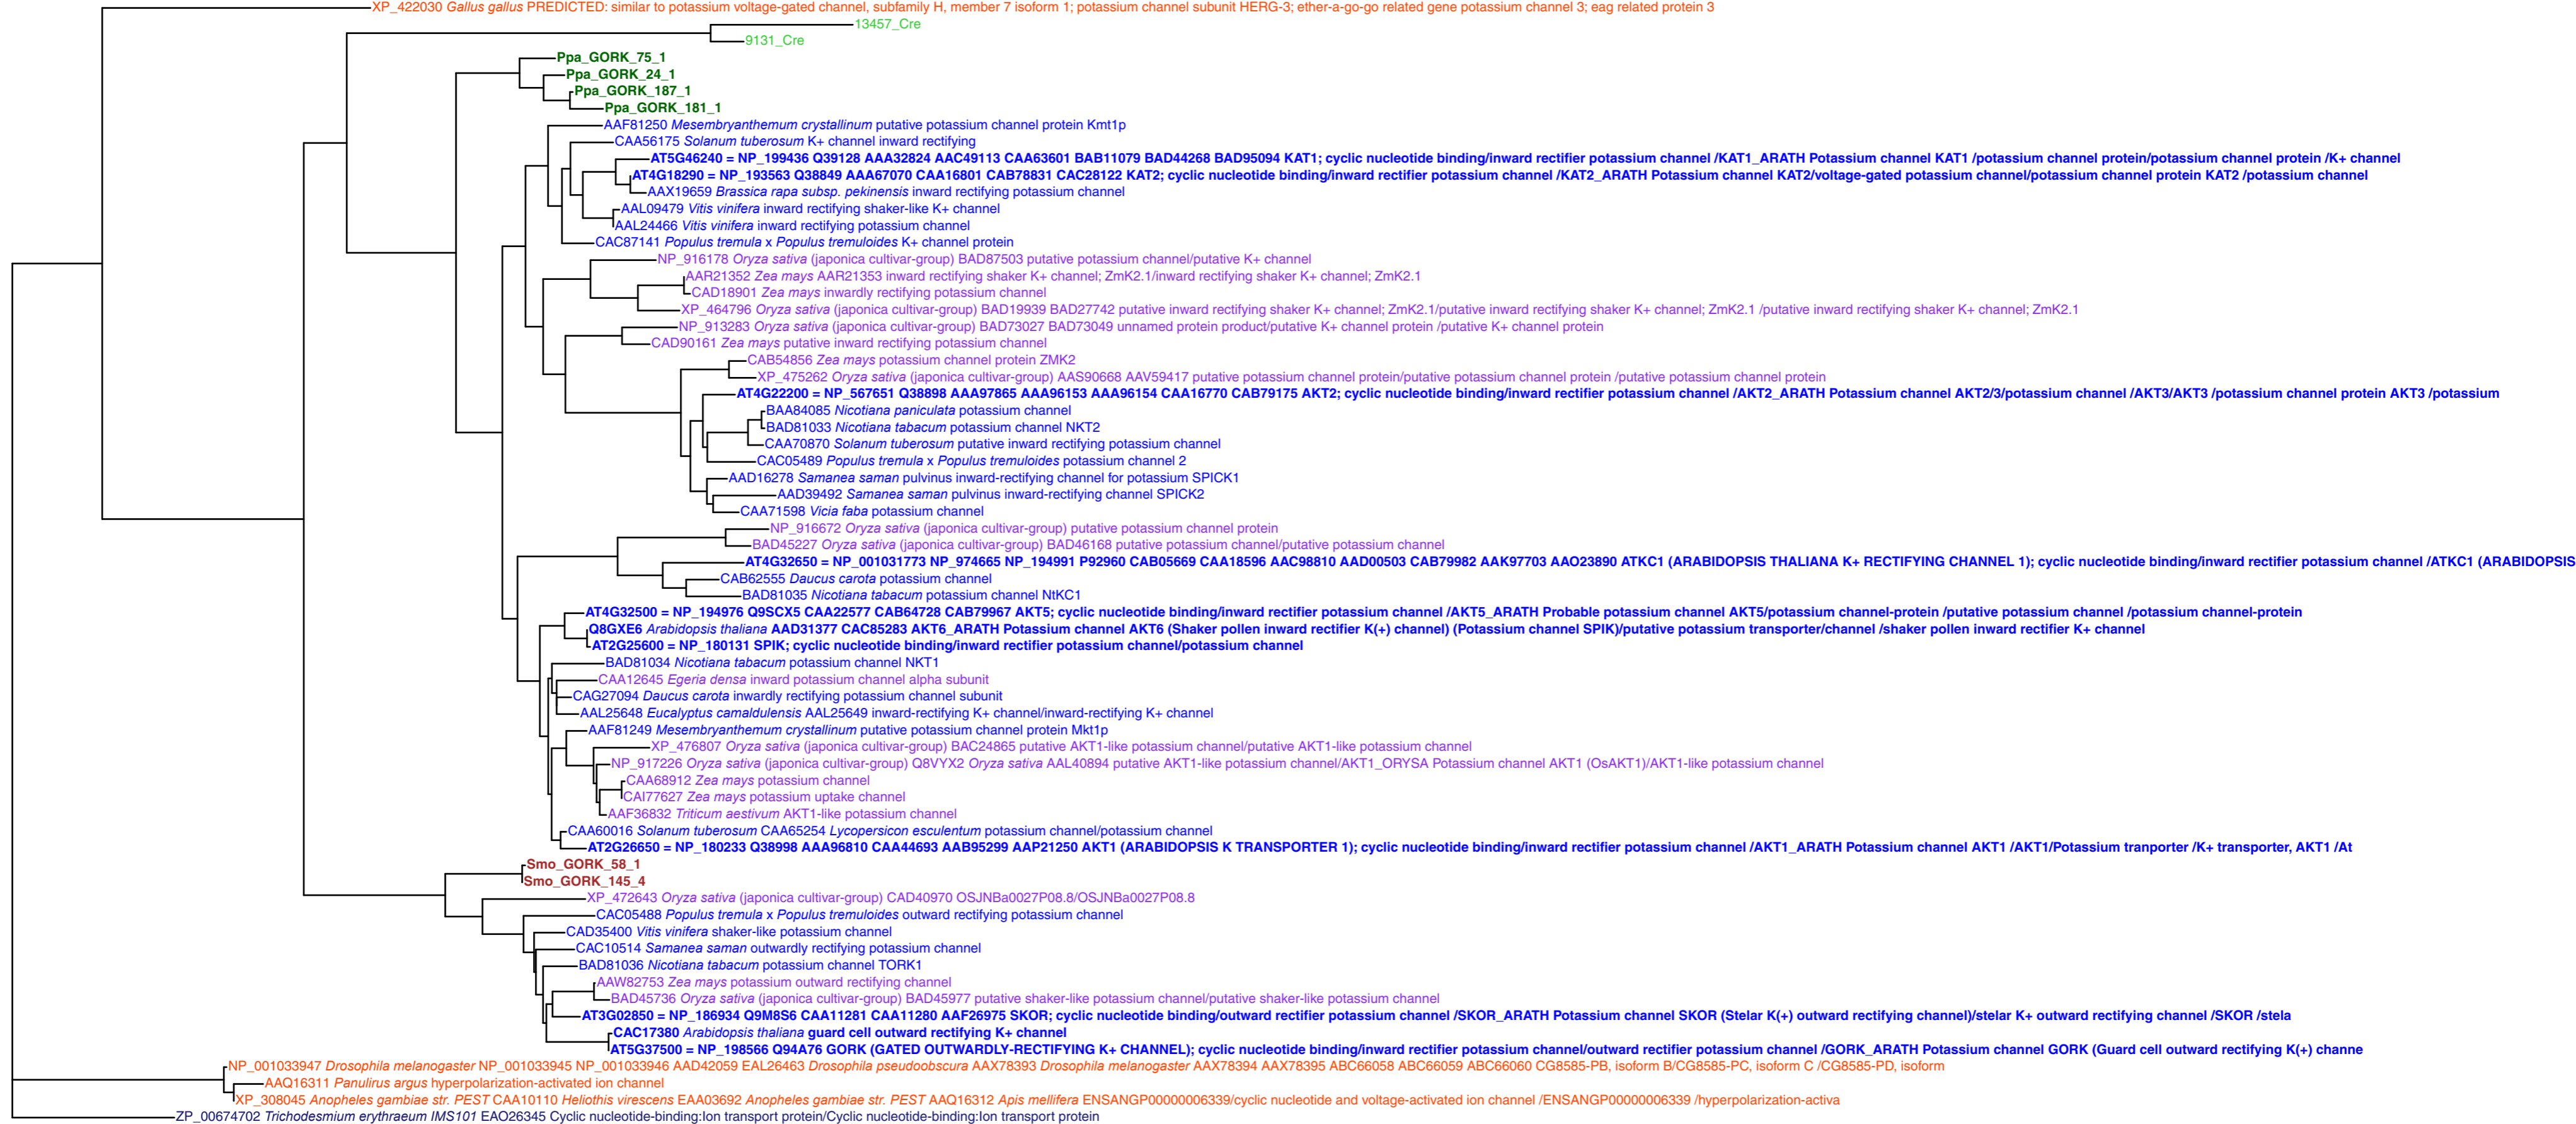 XP_422030 Gallus gallus PREDICTED: similar to potassium voltage-gated channel, subfamily H, member 7 isoform 1; potassium channel subunit HERG-3; ether-a-go-go related gene potassium channel 3; eag related protein 3
13457_Cre
9131_Cre
Ppa_GORK_75_1
Ppa_GORK_24_1
Ppa_GORK_187_1
Ppa_GORK_181_1
AAF81250 Mesembryanthemum crystallinum putative potassium channel protein Kmt1p
CAA56175 Solanum tuberosum K+ channel inward rectifying
AT5G46240 = NP_199436 Q39128 AAA32824 AAC49113 CAA63601 BAB11079 BAD44268 BAD95094 KAT1; cyclic nucleotide binding/inward rectifier potassium channel /KAT1_ARATH Potassium channel KAT1 /potassium channel protein/potassium channel protein /K+ channel
AT4G18290 = NP_193563 Q38849 AAA67070 CAA16801 CAB78831 CAC28122 KAT2; cyclic nucleotide binding/inward rectifier potassium channel /KAT2_ARATH Potassium channel KAT2/voltage-gated potassium channel/potassium channel protein KAT2 /potassium channel
AAX19659 Brassica rapa subsp. pekinensis inward rectifying potassium channel
AAL09479 Vitis vinifera inward rectifying shaker-like K+ channel
AAL24466 Vitis vinifera inward rectifying potassium channel
CAC87141 Populus tremula x Populus tremuloides K+ channel protein
NP_916178 Oryza sativa (japonica cultivar-group) BAD87503 putative potassium channel/putative K+ channel
AAR21352 Zea mays AAR21353 inward rectifying shaker K+ channel; ZmK2.1/inward rectifying shaker K+ channel; ZmK2.1
CAD18901 Zea mays inwardly rectifying potassium channel
XP_464796 Oryza sativa (japonica cultivar-group) BAD19939 BAD27742 putative inward rectifying shaker K+ channel; ZmK2.1/putative inward rectifying shaker K+ channel; ZmK2.1 /putative inward rectifying shaker K+ channel; ZmK2.1
NP_913283 Oryza sativa (japonica cultivar-group) BAD73027 BAD73049 unnamed protein product/putative K+ channel protein /putative K+ channel protein
CAD90161 Zea mays putative inward rectifying potassium channel
CAB54856 Zea mays potassium channel protein ZMK2
XP_475262 Oryza sativa (japonica cultivar-group) AAS90668 AAV59417 putative potassium channel protein/putative potassium channel protein /putative potassium channel protein
AT4G22200 = NP_567651 Q38898 AAA97865 AAA96153 AAA96154 CAA16770 CAB79175 AKT2; cyclic nucleotide binding/inward rectifier potassium channel /AKT2_ARATH Potassium channel AKT2/3/potassium channel /AKT3/AKT3 /potassium channel protein AKT3 /potassium
BAA84085 Nicotiana paniculata potassium channel
BAD81033 Nicotiana tabacum potassium channel NKT2
CAA70870 Solanum tuberosum putative inward rectifying potassium channel
CAC05489 Populus tremula x Populus tremuloides potassium channel 2
AAD16278 Samanea saman pulvinus inward-rectifying channel for potassium SPICK1
AAD39492 Samanea saman pulvinus inward-rectifying channel SPICK2
CAA71598 Vicia faba potassium channel
NP_916672 Oryza sativa (japonica cultivar-group) putative potassium channel protein
BAD45227 Oryza sativa (japonica cultivar-group) BAD46168 putative potassium channel/putative potassium channel
AT4G32650 = NP_001031773 NP_974665 NP_194991 P92960 CAB05669 CAA18596 AAC98810 AAD00503 CAB79982 AAK97703 AAO23890 ATKC1 (ARABIDOPSIS THALIANA K+ RECTIFYING CHANNEL 1); cyclic nucleotide binding/inward rectifier potassium channel /ATKC1 (ARABIDOPSIS
CAB62555 Daucus carota potassium channel
BAD81035 Nicotiana tabacum potassium channel NtKC1
AT4G32500 = NP_194976 Q9SCX5 CAA22577 CAB64728 CAB79967 AKT5; cyclic nucleotide binding/inward rectifier potassium channel /AKT5_ARATH Probable potassium channel AKT5/potassium channel-protein /putative potassium channel /potassium channel-protein
Q8GXE6 Arabidopsis thaliana AAD31377 CAC85283 AKT6_ARATH Potassium channel AKT6 (Shaker pollen inward rectifier K(+) channel) (Potassium channel SPIK)/putative potassium transporter/channel /shaker pollen inward rectifier K+ channel
AT2G25600 = NP_180131 SPIK; cyclic nucleotide binding/inward rectifier potassium channel/potassium channel
BAD81034 Nicotiana tabacum potassium channel NKT1
CAA12645 Egeria densa inward potassium channel alpha subunit
CAG27094 Daucus carota inwardly rectifying potassium channel subunit
AAL25648 Eucalyptus camaldulensis AAL25649 inward-rectifying K+ channel/inward-rectifying K+ channel
AAF81249 Mesembryanthemum crystallinum putative potassium channel protein Mkt1p
XP_476807 Oryza sativa (japonica cultivar-group) BAC24865 putative AKT1-like potassium channel/putative AKT1-like potassium channel
NP_917226 Oryza sativa (japonica cultivar-group) Q8VYX2 Oryza sativa AAL40894 putative AKT1-like potassium channel/AKT1_ORYSA Potassium channel AKT1 (OsAKT1)/AKT1-like potassium channel
CAA68912 Zea mays potassium channel
CAI77627 Zea mays potassium uptake channel
AAF36832 Triticum aestivum AKT1-like potassium channel
CAA60016 Solanum tuberosum CAA65254 Lycopersicon esculentum potassium channel/potassium channel
AT2G26650 = NP_180233 Q38998 AAA96810 CAA44693 AAB95299 AAP21250 AKT1 (ARABIDOPSIS K TRANSPORTER 1); cyclic nucleotide binding/inward rectifier potassium channel /AKT1_ARATH Potassium channel AKT1 /AKT1/Potassium tranporter /K+ transporter, AKT1 /At
Smo_GORK_58_1
Smo_GORK_145_4
XP_472643 Oryza sativa (japonica cultivar-group) CAD40970 OSJNBa0027P08.8/OSJNBa0027P08.8
CAC05488 Populus tremula x Populus tremuloides outward rectifying potassium channel
CAD35400 Vitis vinifera shaker-like potassium channel
CAC10514 Samanea saman outwardly rectifying potassium channel
BAD81036 Nicotiana tabacum potassium channel TORK1
AAW82753 Zea mays potassium outward rectifying channel
BAD45736 Oryza sativa (japonica cultivar-group) BAD45977 putative shaker-like potassium channel/putative shaker-like potassium channel
AT3G02850 = NP_186934 Q9M8S6 CAA11281 CAA11280 AAF26975 SKOR; cyclic nucleotide binding/outward rectifier potassium channel /SKOR_ARATH Potassium channel SKOR (Stelar K(+) outward rectifying channel)/stelar K+ outward rectifying channel /SKOR /stela
CAC17380 Arabidopsis thaliana guard cell outward rectifying K+ channel
AT5G37500 = NP_198566 Q94A76 GORK (GATED OUTWARDLY-RECTIFYING K+ CHANNEL); cyclic nucleotide binding/inward rectifier potassium channel/outward rectifier potassium channel /GORK_ARATH Potassium channel GORK (Guard cell outward rectifying K(+) channe
NP_001033947 Drosophila melanogaster NP_001033945 NP_001033946 AAD42059 EAL26463 Drosophila pseudoobscura AAX78393 Drosophila melanogaster AAX78394 AAX78395 ABC66058 ABC66059 ABC66060 CG8585-PB, isoform B/CG8585-PC, isoform C /CG8585-PD, isoform
AAQ16311 Panulirus argus hyperpolarization-activated ion channel
XP_308045 Anopheles gambiae str. PEST CAA10110 Heliothis virescens EAA03692 Anopheles gambiae str. PEST AAQ16312 Apis mellifera ENSANGP00000006339/cyclic nucleotide and voltage-activated ion channel /ENSANGP00000006339 /hyperpolarization-activa
ZP_00674702 Trichodesmium erythraeum IMS101 EAO26345 Cyclic nucleotide-binding:Ion transport protein/Cyclic nucleotide-binding:Ion transport protein